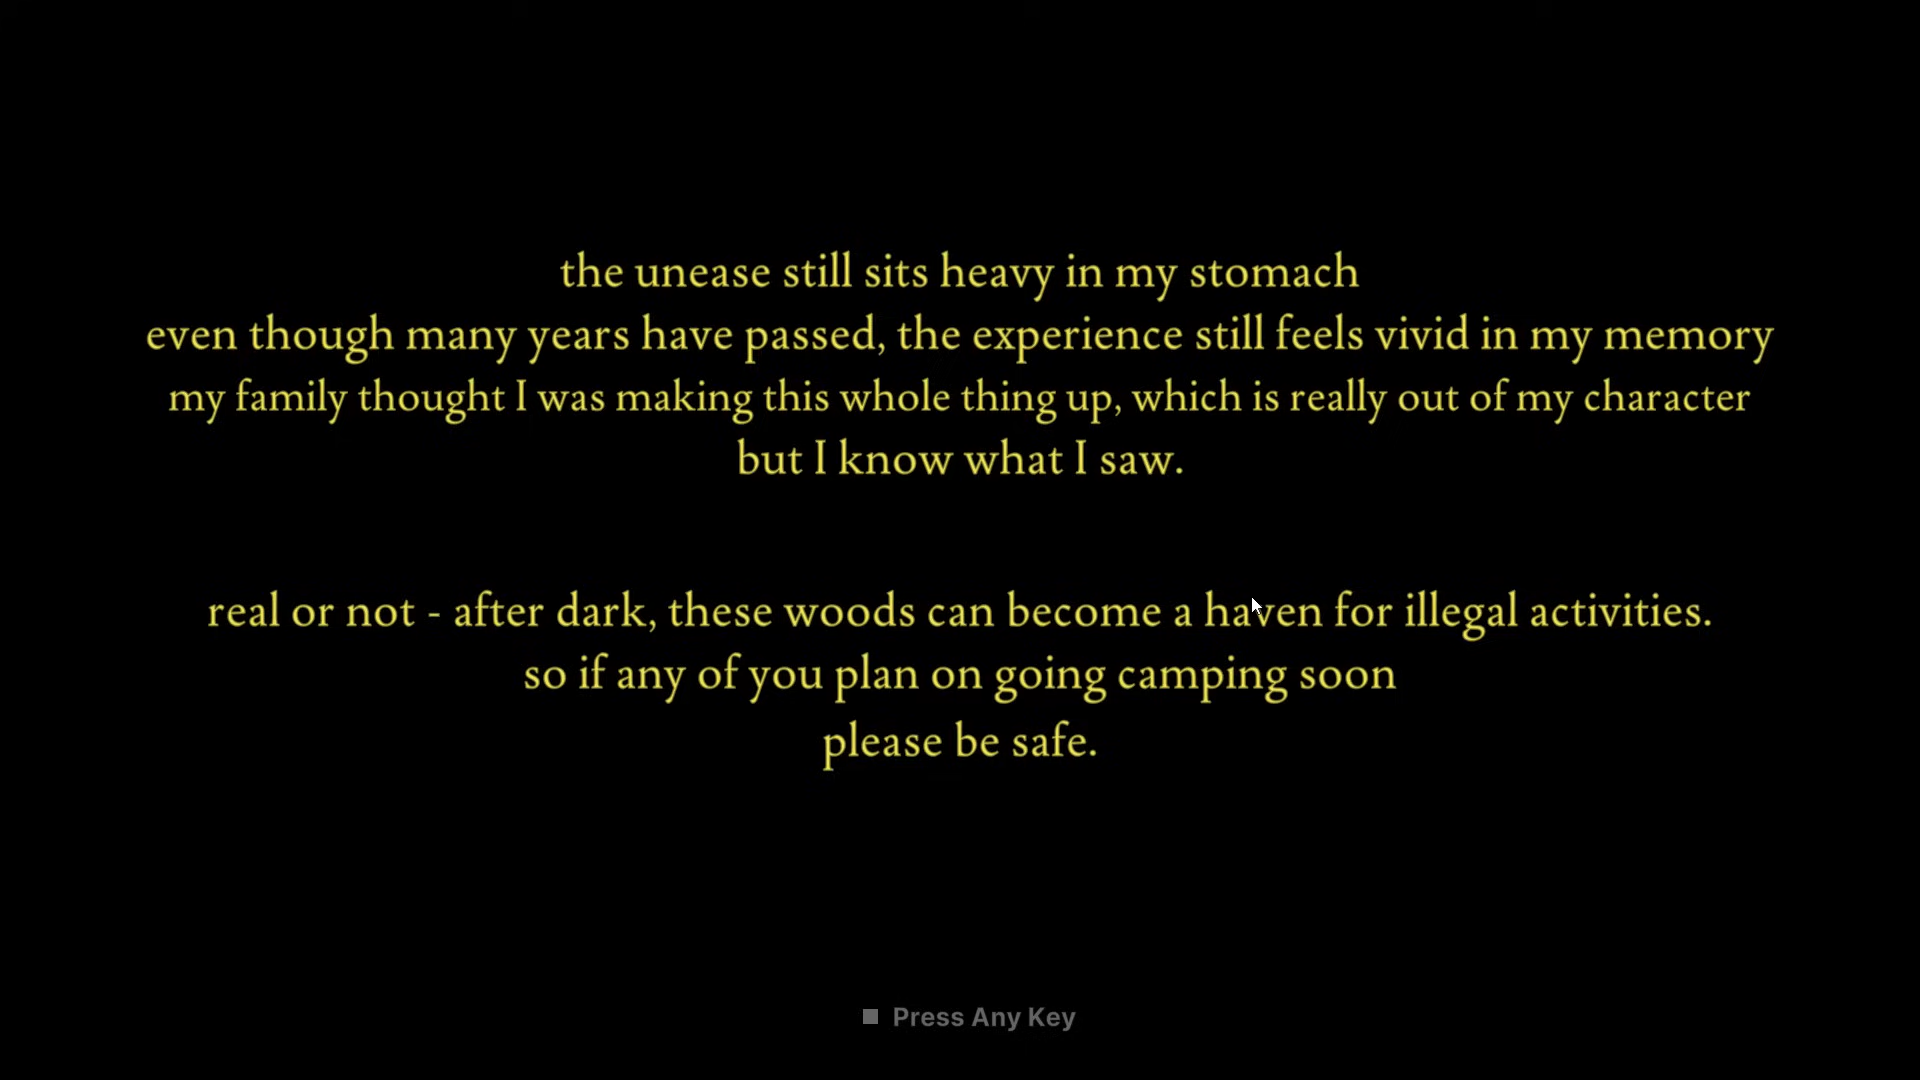 the unease still sits heavy in my stomach
even though many years have passed, the experience still feels vivid in my memory
my family thought I was making this whole thing up, which is really out of my character
but I know what I saw.
real or not - after dark, these woods can become a haven for illegal activities.
so if any of you plan on going camping soon
please be safe.
Press Any Key